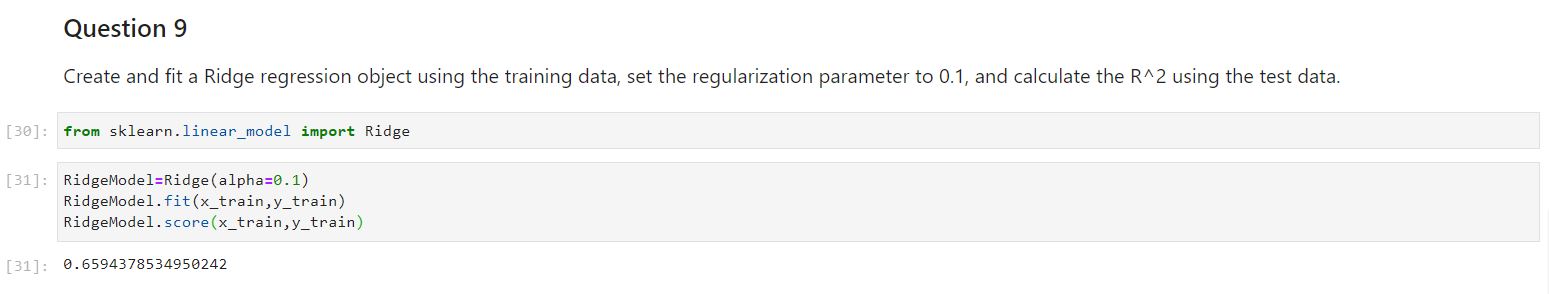 Question 9
Create and fit a Ridge regression object using the training data, set the regularization parameter to 0.1, and calculate the R^2 using the test data.
[30]: from sklearn.linear_model import Ridge
[31]: RidgeModel=Ridge(alpha=0.1)
RidgeModel.fit(x_train,y_train)
RidgeModel.score(x_train,y_train)
[31]: 0.6594378534950242